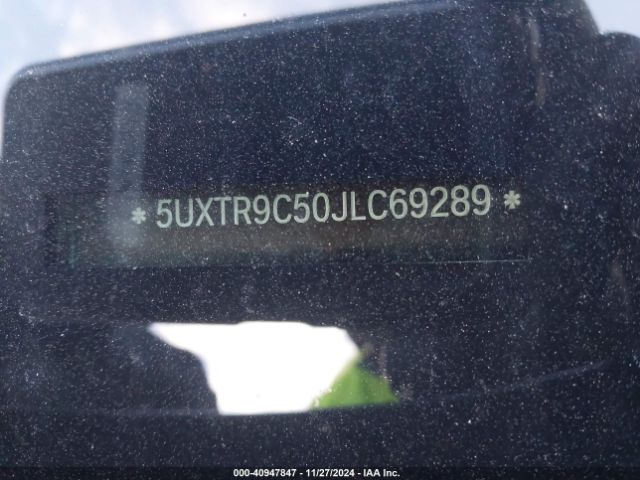 * 5UXTR9C50JLC69289 *
000-40947847 - 11/27/2024 - IAA Inc.